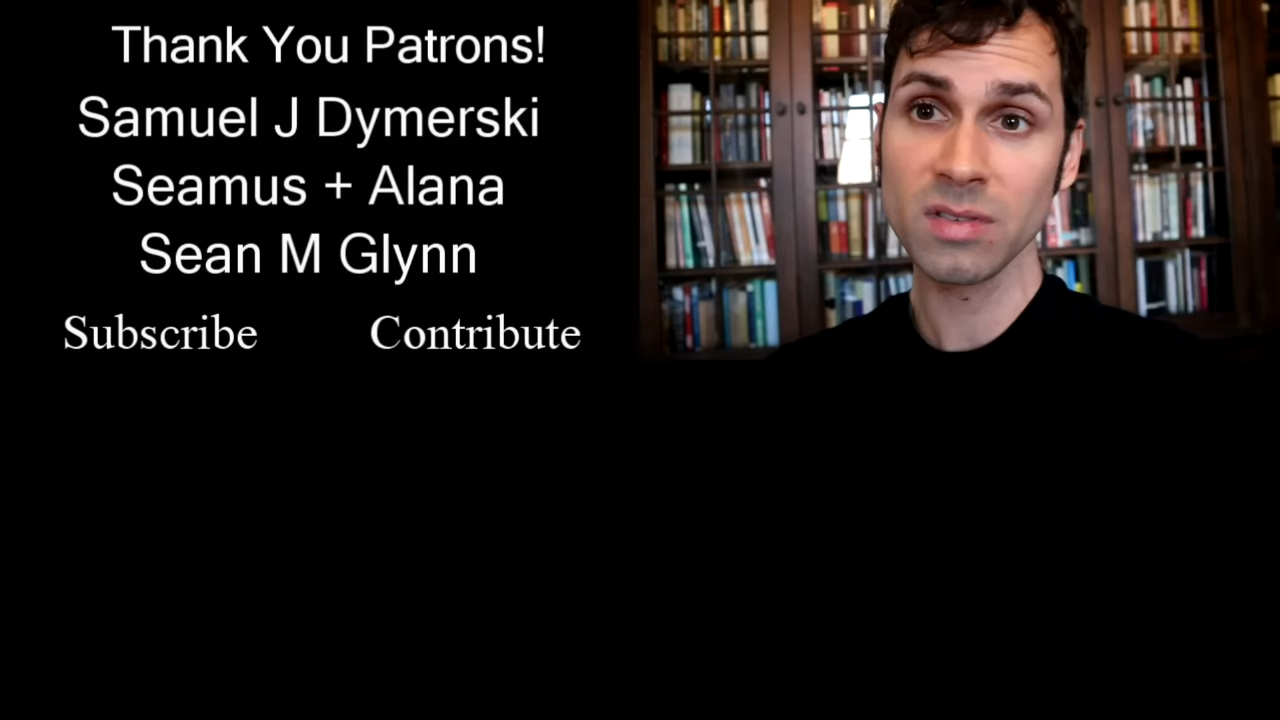 Thank You Patrons!
Samuel J Dymerski
Seamus + Alana
Sean M Glynn
Subscribe Contribute